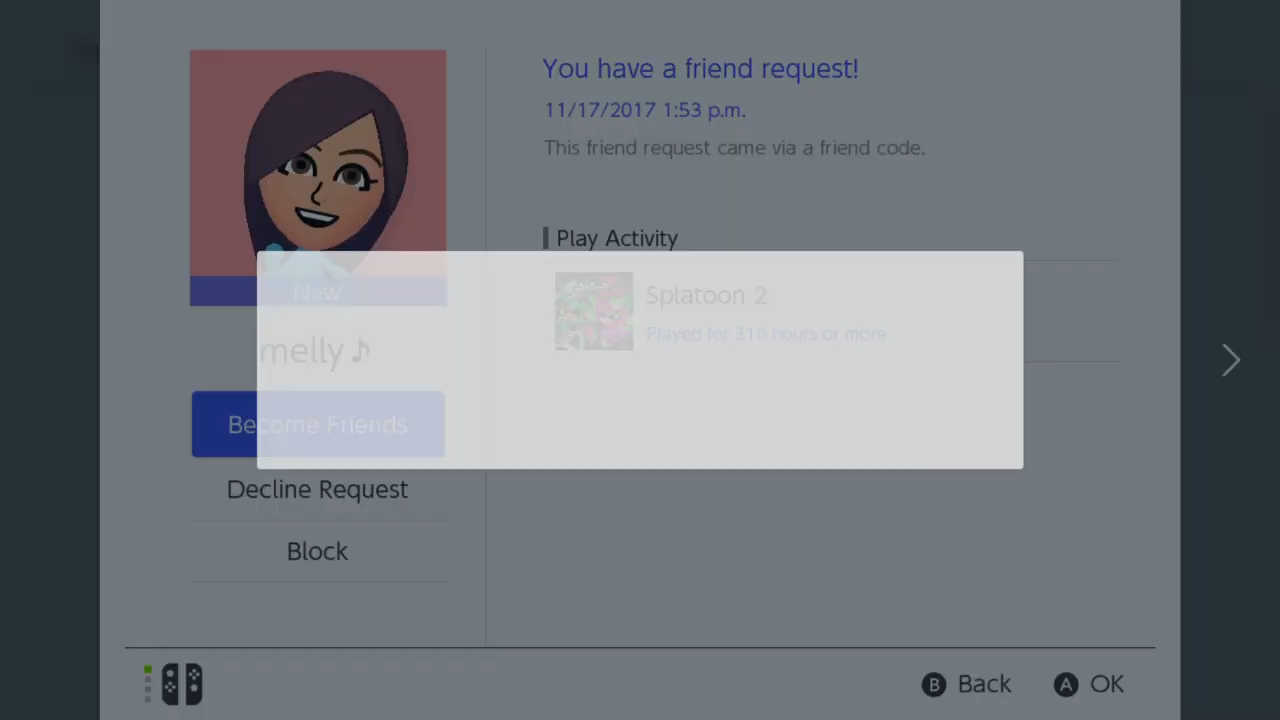 You have a friend request!
11/17/2017 1:53 p.m.
This friend request came via a friend code.
Play Activity
Splatoon 2
Played for 310 hours or more
New
melly♪
Become Friends
Decline Request
Block
B Back
A OK